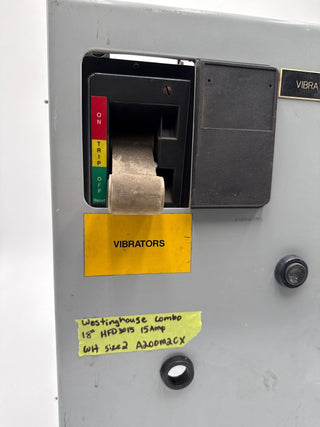 VIBRA
ON
TRIP
OFF
Reset
VIBRATORS
Westinghouse combo
18" HFD3015 15Amp
WH size2 A200M2CX